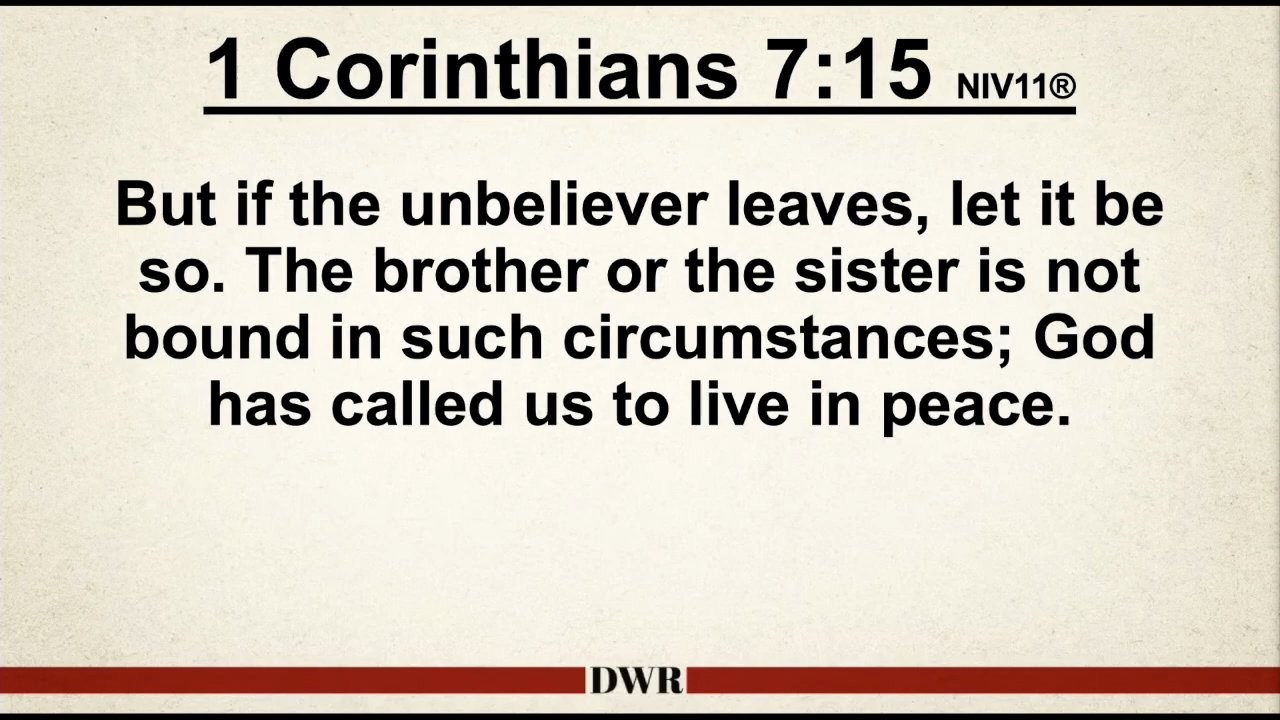 1 Corinthians 7:15 NIV11®
But if the unbeliever leaves, let it be
so. The brother or the sister is not
bound in such circumstances; God
has called us to live in peace.
DWR